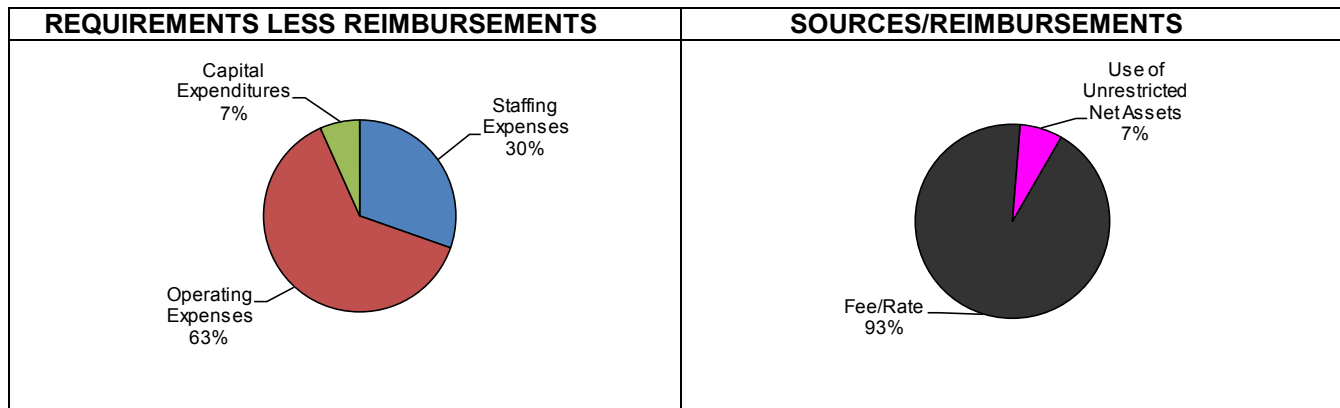 REQUIREMENTS LESS REIMBURSEMENTS
SOURCES/REIMBURSEMENTS
Capital
Expenditures
7%
Staffing
Expenses
30%
Operating
Expenses
63%
Use of
Unrestricted
Net Assets
7%
Fee/Rate
93%